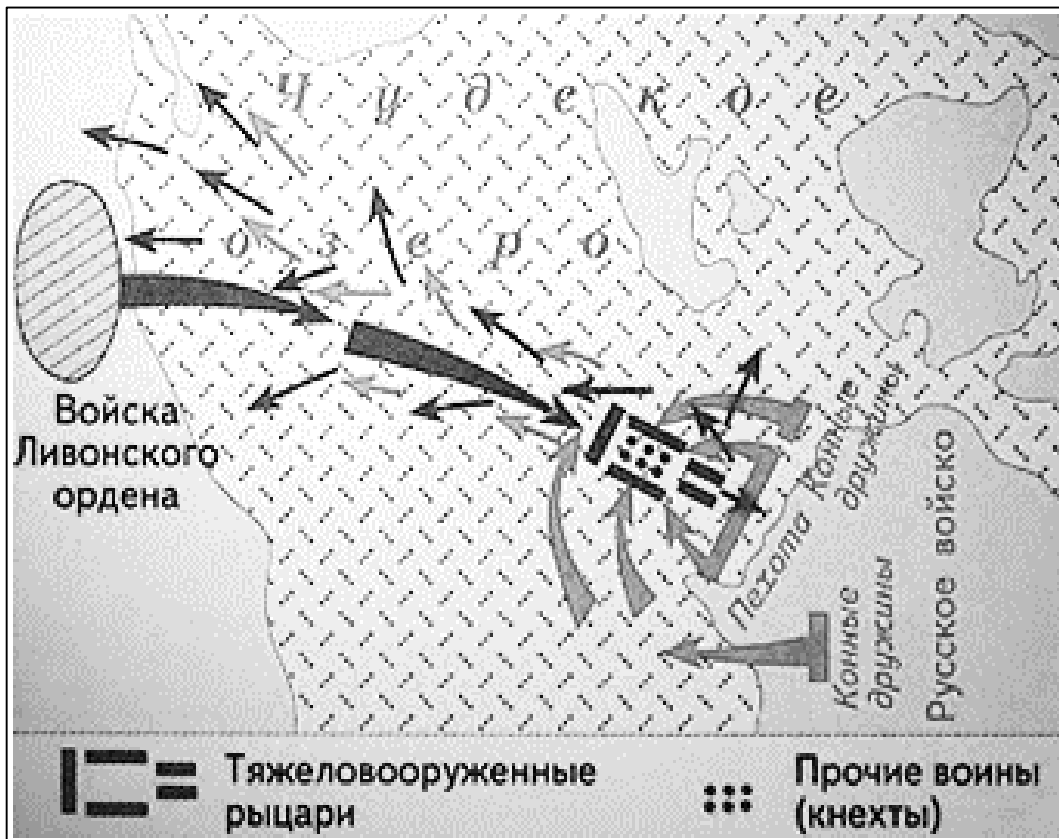 Чудское
озеро
Войска
Ливонского
ордена
Пехота
Конные
дружины
Конные
дружины
Русское войско
Тяжеловооруженные
рыцари
Прочие воины
(кнехты)